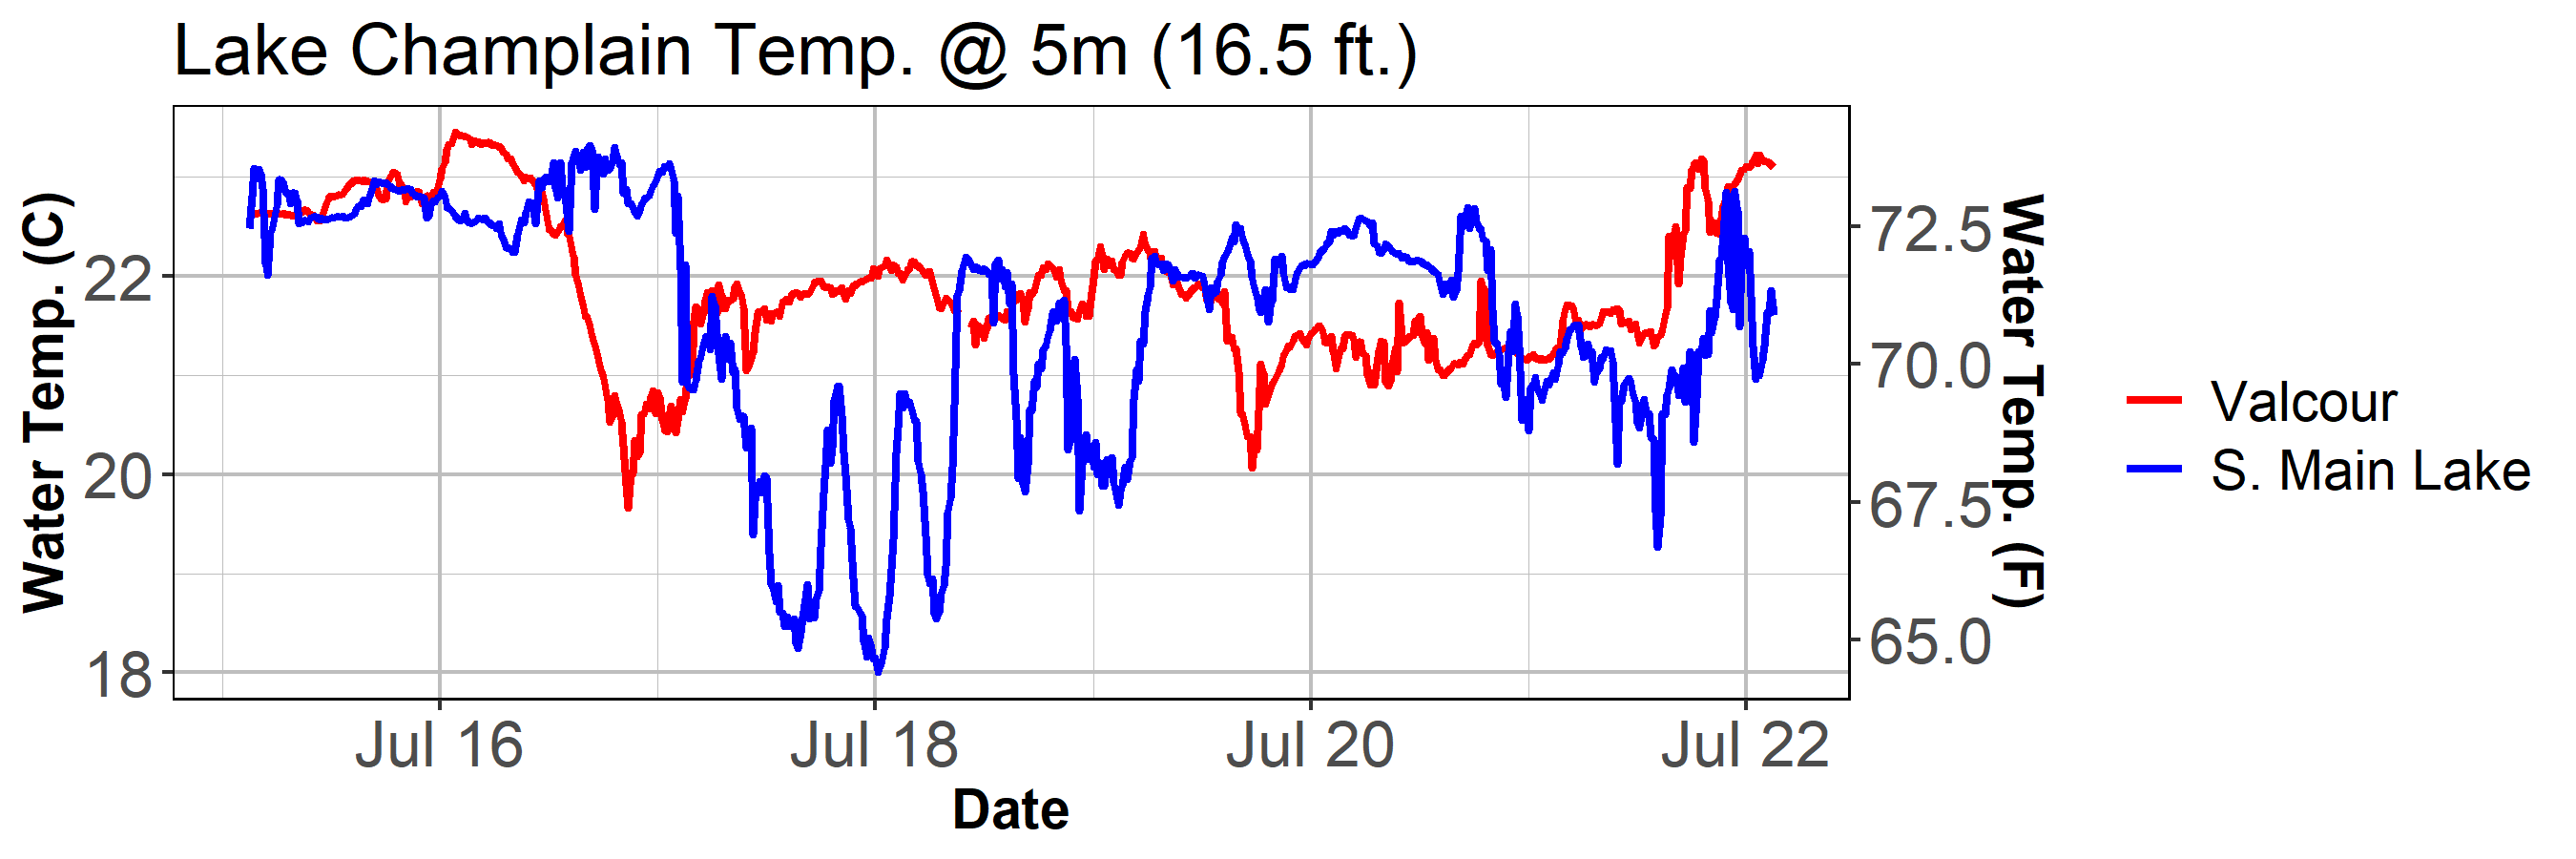 Lake Champlain Temp. @ 5m (16.5 ft.)
Water Temp. (C)
22
20
18
72.5
70.0
67.5
65.0
Water Temp. (F)
Jul 16
Jul 18
Jul 20
Jul 22
Date
Valcour
S. Main Lake